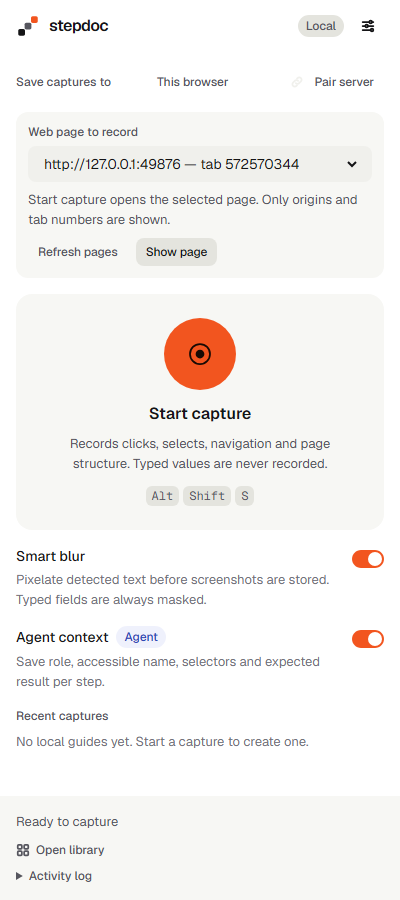 stepdoc
Local
Save captures to
This browser
Pair server
Web page to record
http://127.0.0.1:49876 — tab 572570344
Start capture opens the selected page. Only origins and
tab numbers are shown.
Refresh pages
Show page
Start capture
Records clicks, selects, navigation and page
structure. Typed values are never recorded.
Alt Shift S
Smart blur
Pixelate detected text before screenshots are stored.
Typed fields are always masked.
Agent context Agent
Save role, accessible name, selectors and expected
result per step.
Recent captures
No local guides yet. Start a capture to create one.
Ready to capture
Open library
Activity log